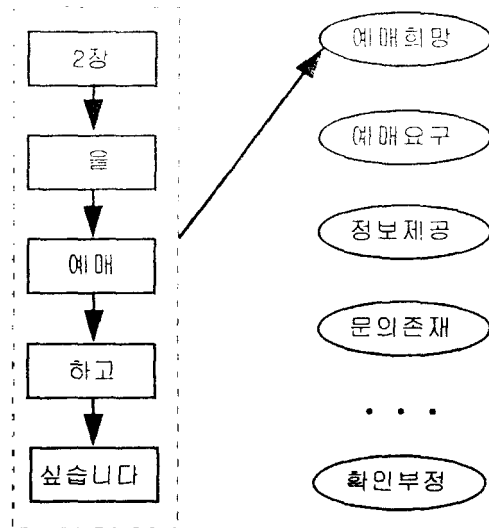 2장
을
예매
하고
싶습니다
예매희망
예매요구
정보제공
문의존재
. . .
확인부정